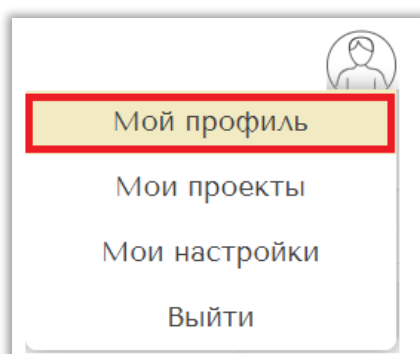 Мой профиль
Мои проекты
Мои настройки
Выйти